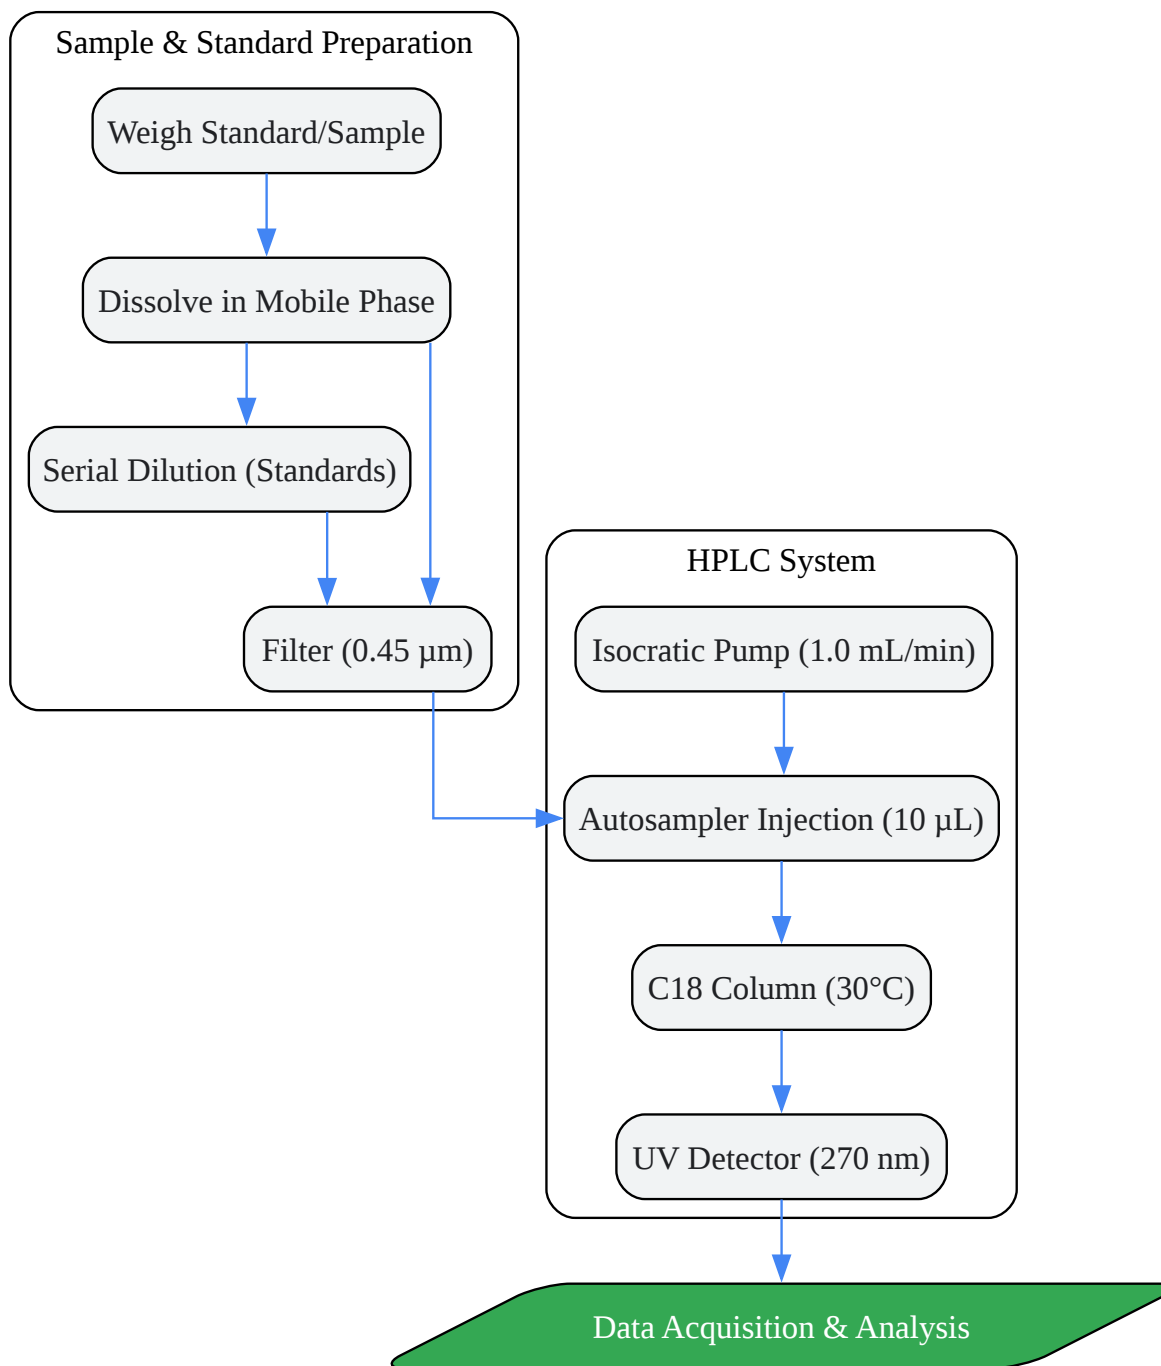 Sample & Standard Preparation
Weigh Standard/Sample
Dissolve in Mobile Phase
Serial Dilution (Standards)
Filter (0.45 µm)
HPLC System
Isocratic Pump (1.0 mL/min)
Autosampler Injection (10 µL)
C18 Column (30°C)
UV Detector (270 nm)
Data Acquisition & Analysis